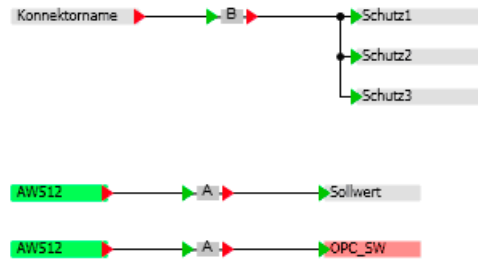 Konnektorname B Schutz1
Schutz2
Schutz3
AWS12 A Sollwert
AWS12 A OPC_SW